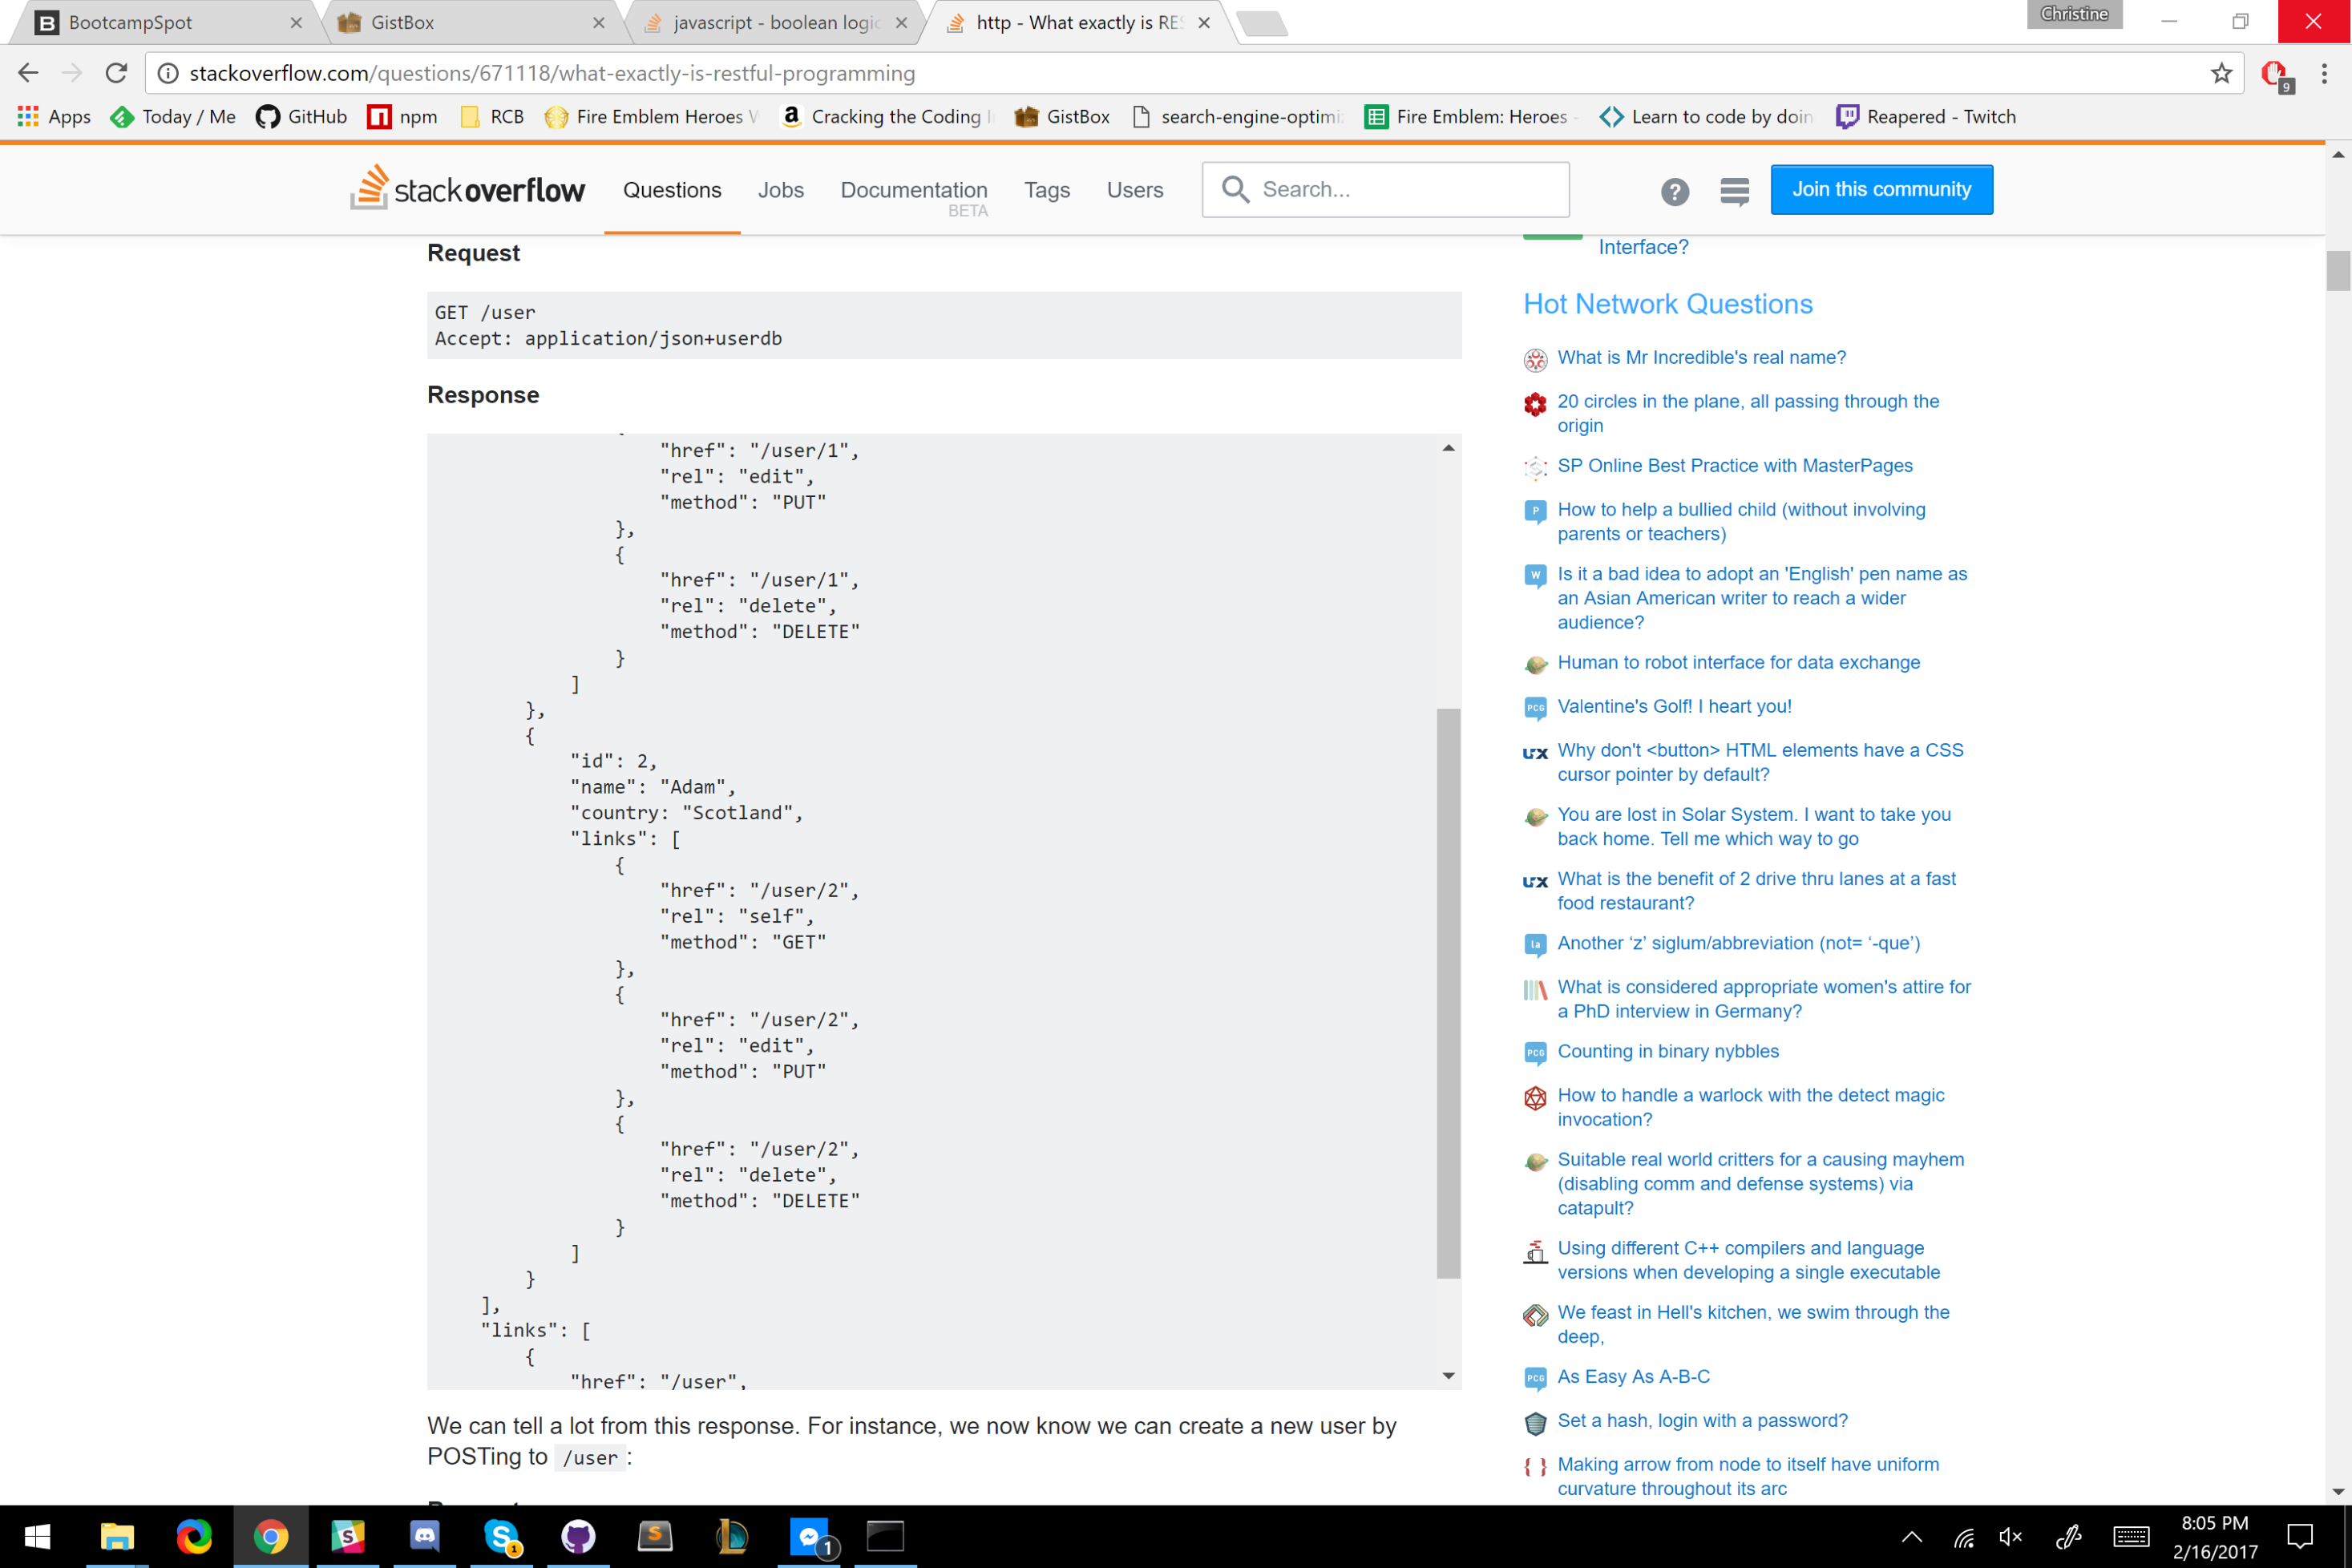 BootcampSpot
GistBox
javascript - boolean logic
http - What exactly is RES
Christine
stackoverflow.com/questions/671118/what-exactly-is-restful-programming
9
Apps
Today / Me
GitHub
npm
RCB
Fire Emblem Heroes W
Cracking the Coding I
GistBox
search-engine-optimiz
Fire Emblem: Heroes -
Learn to code by doin
Reapered - Twitch
stackoverflow
Questions
Jobs
Documentation
BETA
Tags
Users
Search...
Join this community
Request
GET /user
Accept: application/json+userdb
Response
{
"href": "/user/1",
"rel": "edit",
"method": "PUT"
},
{
"href": "/user/1",
"rel": "delete",
"method": "DELETE"
}
]
},
{
"id": 2,
"name": "Adam",
"country: "Scotland",
"links": [
{
"href": "/user/2",
"rel": "self",
"method": "GET"
},
{
"href": "/user/2",
"rel": "edit",
"method": "PUT"
},
{
"href": "/user/2",
"rel": "delete",
"method": "DELETE"
}
]
}
],
"links": [
{
"href": "/user",
We can tell a lot from this response. For instance, we now know we can create a new user by
POSTing to /user :
Interface?
Hot Network Questions
What is Mr Incredible's real name?
20 circles in the plane, all passing through the
origin
SP Online Best Practice with MasterPages
How to help a bullied child (without involving
parents or teachers)
Is it a bad idea to adopt an 'English' pen name as
an Asian American writer to reach a wider
audience?
Human to robot interface for data exchange
Valentine's Golf! I heart you!
Why don't <button> HTML elements have a CSS
cursor pointer by default?
You are lost in Solar System. I want to take you
back home. Tell me which way to go
What is the benefit of 2 drive thru lanes at a fast
food restaurant?
Another ‘z’ siglum/abbreviation (not= ‘-que’)
What is considered appropriate women's attire for
a PhD interview in Germany?
Counting in binary nybbles
How to handle a warlock with the detect magic
invocation?
Suitable real world critters for a causing mayhem
(disabling comm and defense systems) via
catapult?
Using different C++ compilers and language
versions when developing a single executable
We feast in Hell's kitchen, we swim through the
deep,
As Easy As A-B-C
Set a hash, login with a password?
Making arrow from node to itself have uniform
curvature throughout its arc
1
1
8:05 PM
2/16/2017